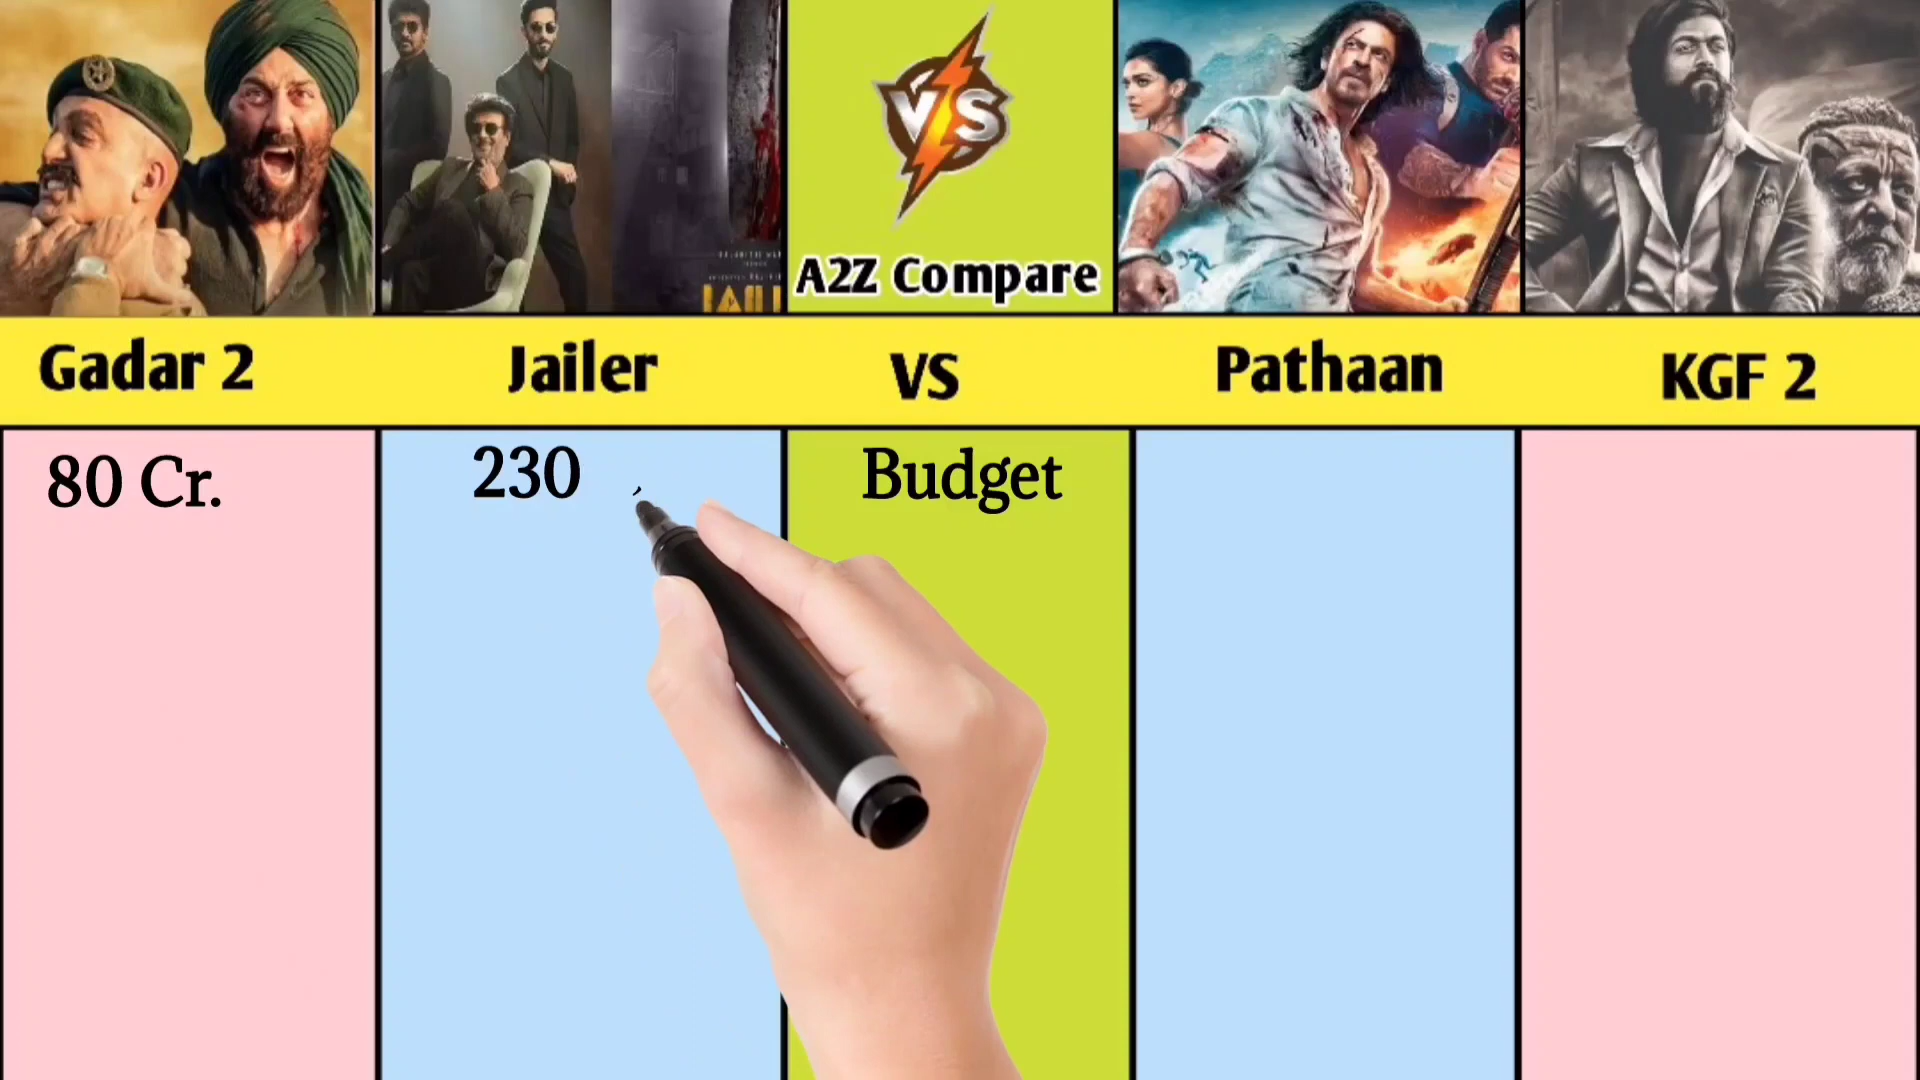 VS
A2Z Compare
Gadar 2
Jailer
VS
Pathaan
KGF 2
80 Cr.
230
Budget